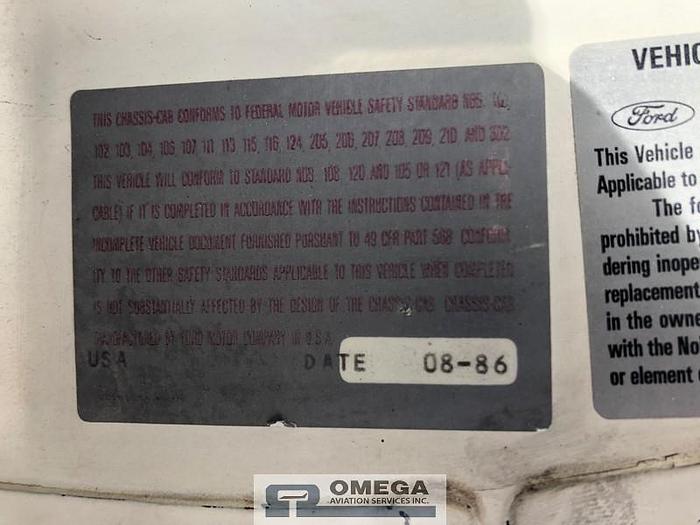 THIS CHASSIS-CAB CONFORMS TO FEDERAL MOTOR VEHICLE SAFETY STANDARD NOS. 101,
102, 103, 104, 106, 107, 111, 113, 115, 116, 124, 205, 206, 207, 208, 209, 210 AND 302
THIS VEHICLE WILL CONFORM TO STANDARD NOS. 108, 120 AND 105 OR 121 (AS APPLI-
CABLE) IF IT IS COMPLETED IN ACCORDANCE WITH THE INSTRUCTIONS CONTAINED IN THE
INCOMPLETE VEHICLE DOCUMENT FURNISHED PURSUANT TO 49 CFR PART 568. CONFORM-
ITY TO THE OTHER SAFETY STANDARDS APPLICABLE TO THIS VEHICLE WHEN COMPLETED
IS NOT SUBSTANTIALLY AFFECTED BY THE DESIGN OF THE CHASSIS-CAB. CHASSIS-CAB
MANUFACTURED BY FORD MOTOR COMPANY IN U.S.A.
USA DATE 08-86
VEHIC
Ford
This Vehicle
Applicable to
The fe
prohibited by
dering inope
replacement
in the owne
with the No
or element
OMEGA
AVIATION SERVICES INC.